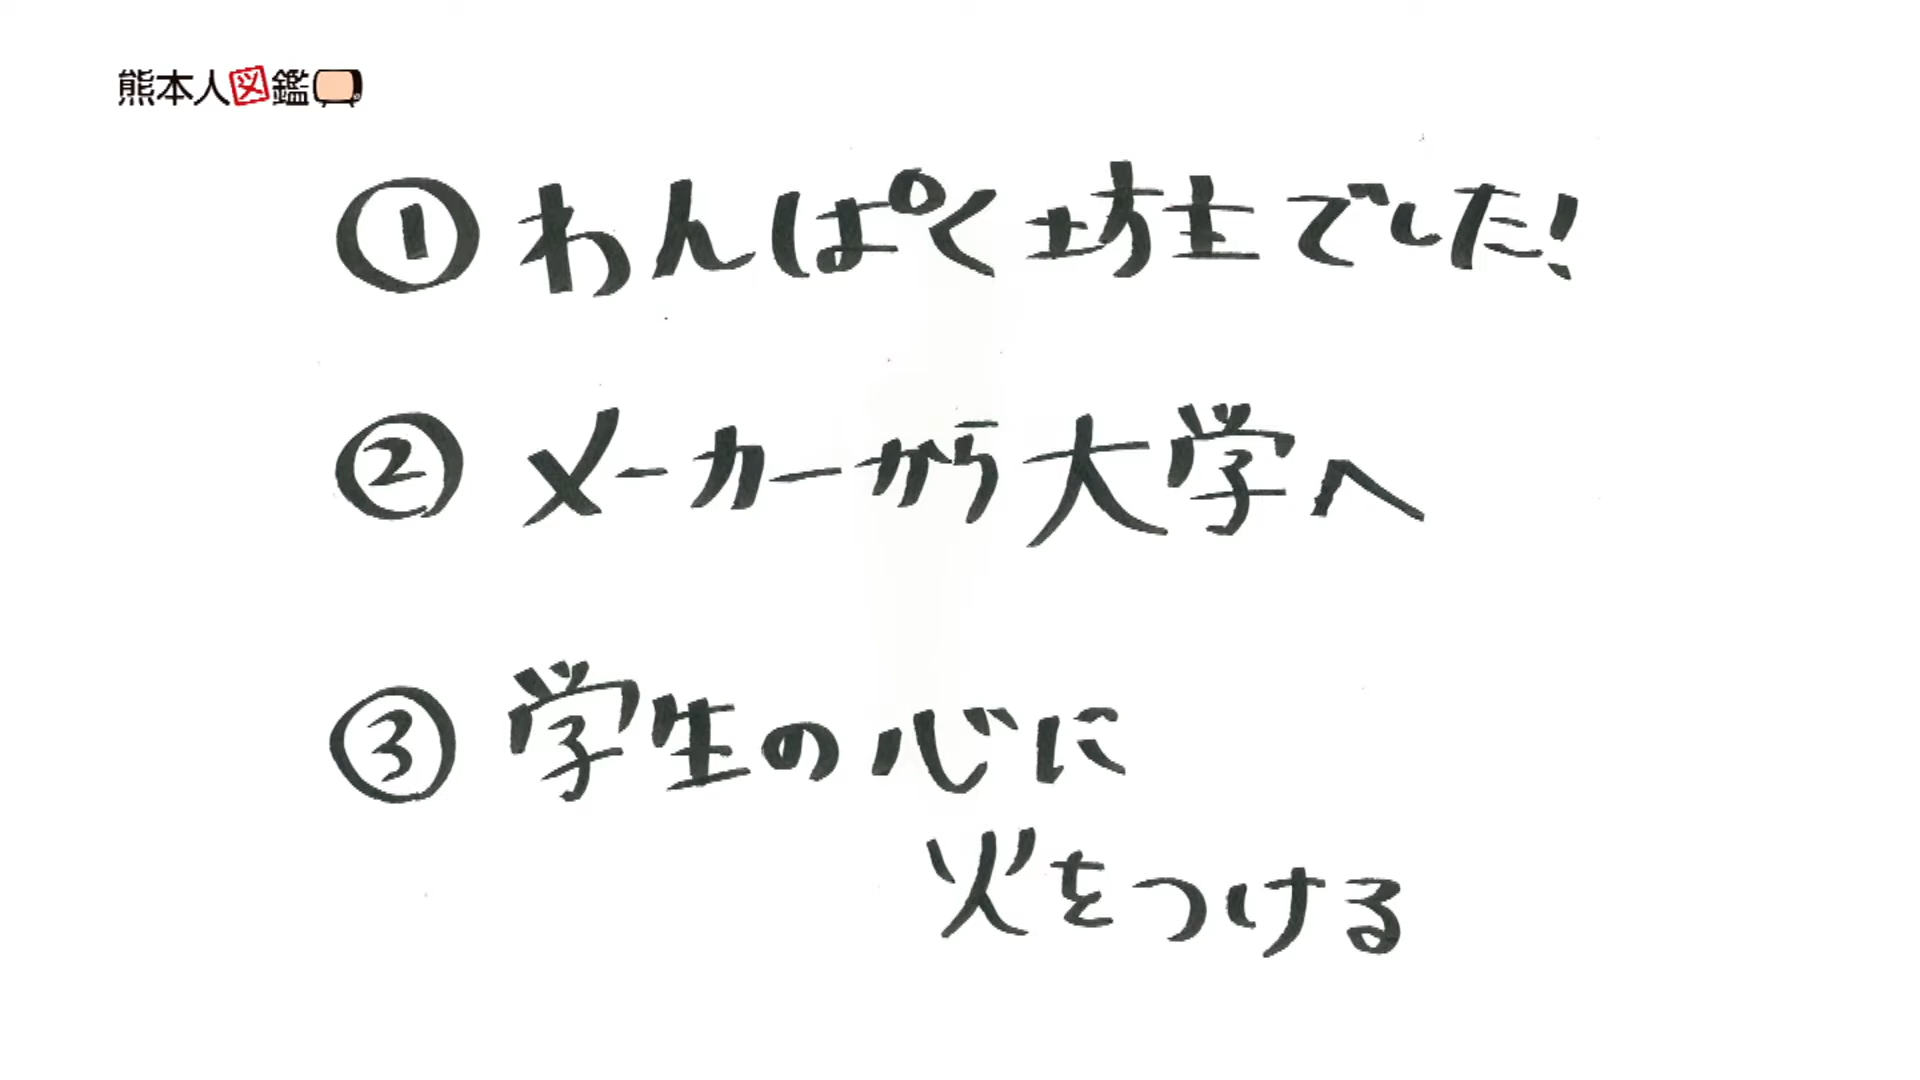 熊本人図鑑
①わんぱく坊主でした!
②メーカーから大学へ
③学生の心に
火をつける